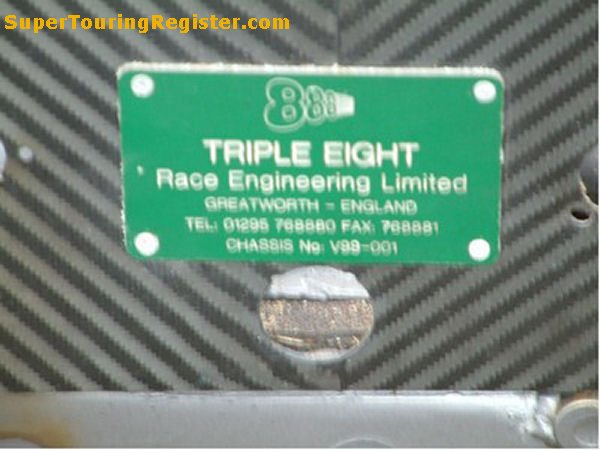 SuperTouringRegister.com
888
TRIPLE EIGHT
Race Engineering Limited
GREATWORTH - ENGLAND
TEL: 01295 768880 FAX: 768881
CHASSIS No: V99-001